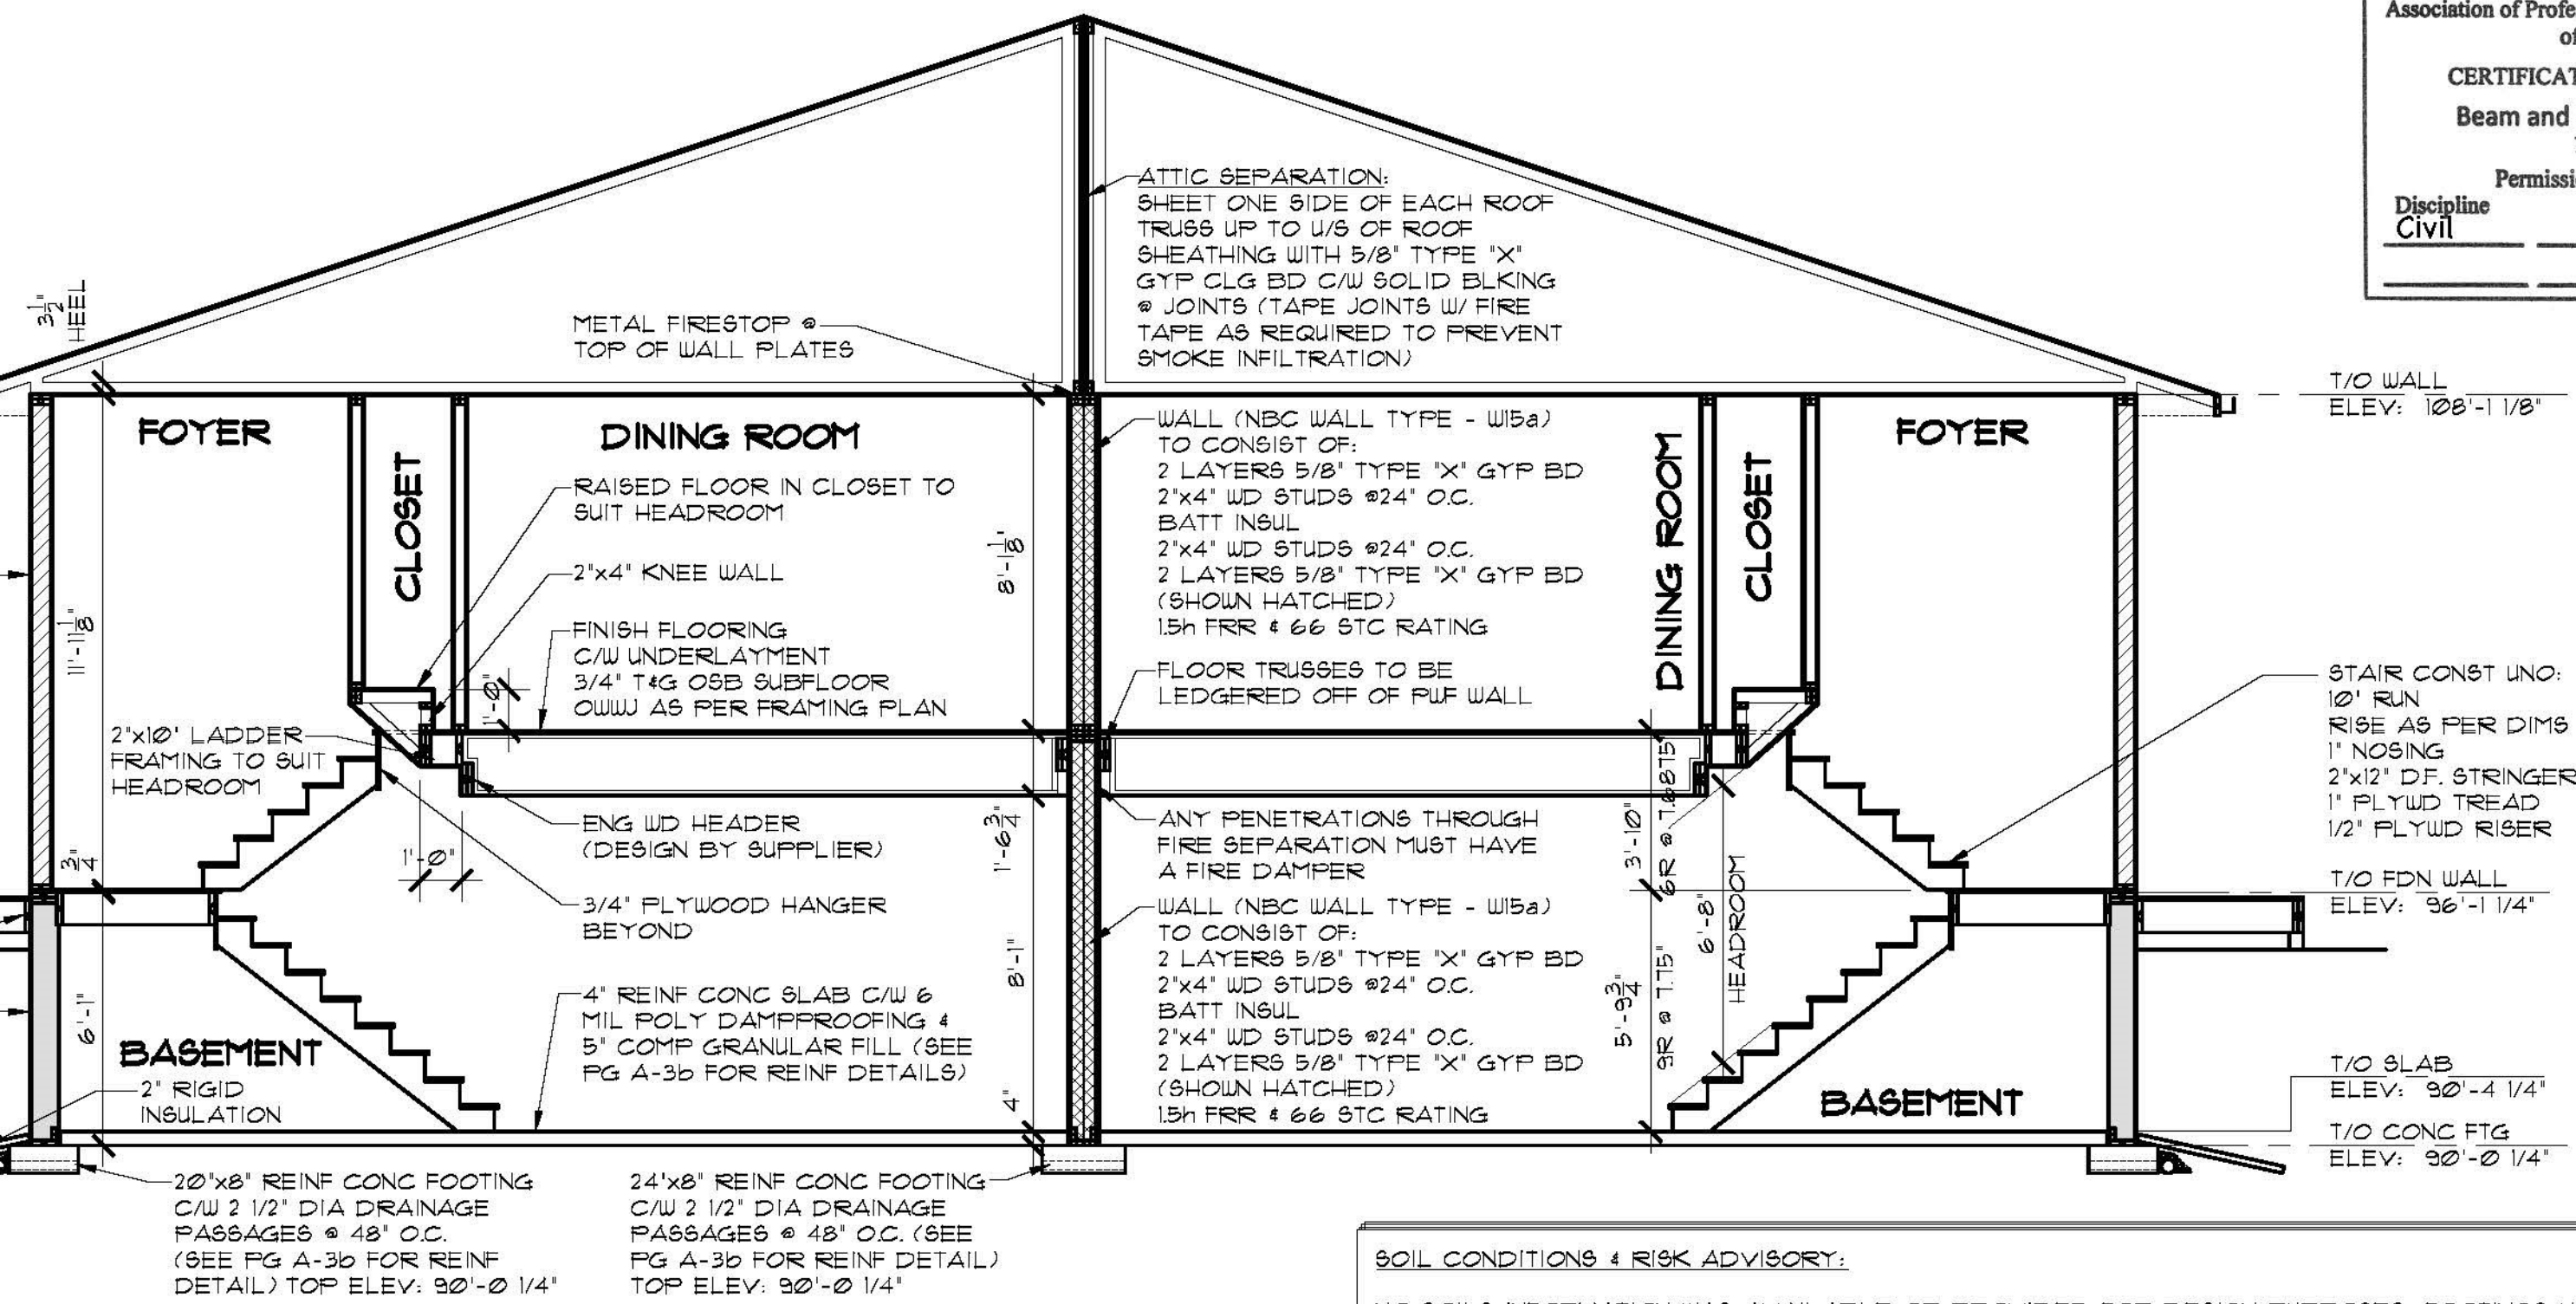 Association of Profe
of
CERTIFICAT
Beam and
Permissi
Discipline
Civil
3 1/2"
HEEL
ATTIC SEPARATION:
SHEET ONE SIDE OF EACH ROOF
TRUSS UP TO U/S OF ROOF
SHEATHING WITH 5/8" TYPE "X"
GYP CLG BD C/W SOLID BLKING
@ JOINTS (TAPE JOINTS W/ FIRE
TAPE AS REQUIRED TO PREVENT
SMOKE INFILTRATION)
METAL FIRESTOP @
TOP OF WALL PLATES
T/O WALL
ELEV: 108'-1 1/8"
FOYER
CLOSET
DINING ROOM
RAISED FLOOR IN CLOSET TO
SUIT HEADROOM
2"x4" KNEE WALL
FINISH FLOORING
C/W UNDERLAYMENT
3/4" T&G OSB SUBFLOOR
OWWJ AS PER FRAMING PLAN
8'-1 1/8"
11'-11 1/8"
1'-0"
WALL (NBC WALL TYPE - W15a)
TO CONSIST OF:
2 LAYERS 5/8" TYPE "X" GYP BD
2"x4" WD STUDS @24" O.C.
BATT INSUL
2"x4" WD STUDS @24" O.C.
2 LAYERS 5/8" TYPE "X" GYP BD
(SHOWN HATCHED)
1.5h FRR & 66 STC RATING
FLOOR TRUSSES TO BE
LEDGERED OFF OF PWF WALL
DINING ROOM
CLOSET
FOYER
STAIR CONST UNO:
10' RUN
RISE AS PER DIMS
1" NOSING
2"x12" D.F. STRINGER
1" PLYWD TREAD
1/2" PLYWD RISER
2"x10' LADDER
FRAMING TO SUIT
HEADROOM
ENG WD HEADER
(DESIGN BY SUPPLIER)
1'-0"
3/4"
3/4" PLYWOOD HANGER
BEYOND
1'-6 3/4"
ANY PENETRATIONS THROUGH
FIRE SEPARATION MUST HAVE
A FIRE DAMPER
3'-10"
6R @ 7.6875"
6'-8"
HEADROOM
T/O FDN WALL
ELEV: 96'-1 1/4"
WALL (NBC WALL TYPE - W15a)
TO CONSIST OF:
2 LAYERS 5/8" TYPE "X" GYP BD
2"x4" WD STUDS @24" O.C.
BATT INSUL
2"x4" WD STUDS @24" O.C.
2 LAYERS 5/8" TYPE "X" GYP BD
(SHOWN HATCHED)
1.5h FRR & 66 STC RATING
8'-1"
4"
5'-9 3/4"
9R @ 7.75"
4" REINF CONC SLAB C/W 6
MIL POLY DAMPPROOFING &
5" COMP GRANULAR FILL (SEE
PG A-3b FOR REINF DETAILS)
6'-1"
BASEMENT
2" RIGID
INSULATION
BASEMENT
T/O SLAB
ELEV: 90'-4 1/4"
T/O CONC FTG
ELEV: 90'-0 1/4"
20"x8" REINF CONC FOOTING
C/W 2 1/2" DIA DRAINAGE
PASSAGES @ 48" O.C.
(SEE PG A-3b FOR REINF
DETAIL) TOP ELEV: 90'-0 1/4"
24'x8" REINF CONC FOOTING
C/W 2 1/2" DIA DRAINAGE
PASSAGES @ 48" O.C. (SEE
PG A-3b FOR REINF DETAIL)
TOP ELEV: 90'-0 1/4"
SOIL CONDITIONS & RISK ADVISORY: